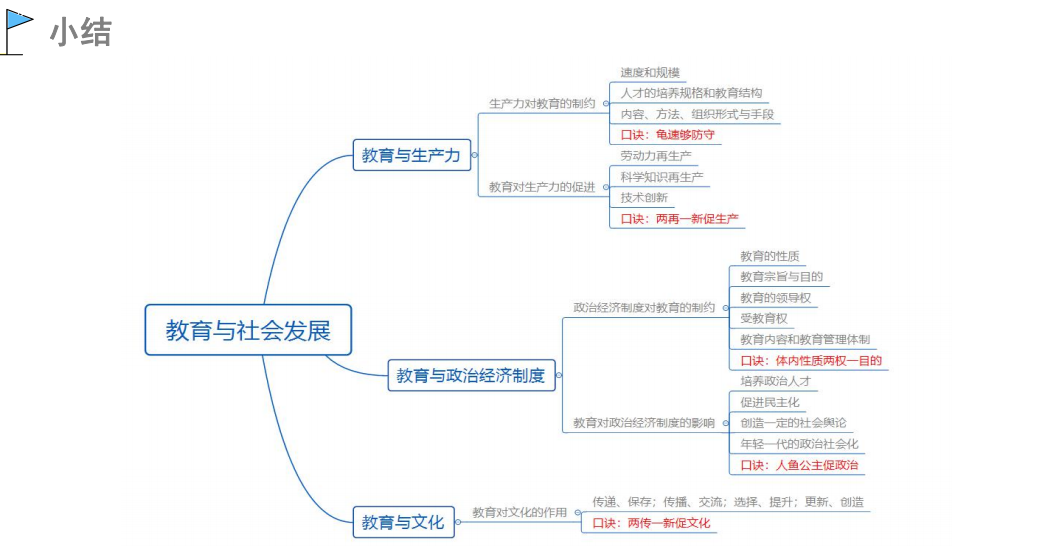 小结
教育与社会发展
教育与生产力
生产力对教育的制约
速度和规模
人才的培养规格和教育结构
内容、方法、组织形式与手段
口诀：龟速够防守
教育对生产力的促进
劳动力再生产
科学知识再生产
技术创新
口诀：两再一新促生产
教育与政治经济制度
政治经济制度对教育的制约
教育的性质
教育宗旨与目的
教育的领导权
受教育权
教育内容和教育管理体制
口诀：体内性质两权一目的
教育对政治经济制度的影响
培养政治人才
促进民主化
创造一定的社会舆论
年轻一代的政治社会化
口诀：人鱼公主促政治
教育与文化
教育对文化的作用
传递、保存；传播、交流；选择、提升；更新、创造
口诀：两传一新促文化